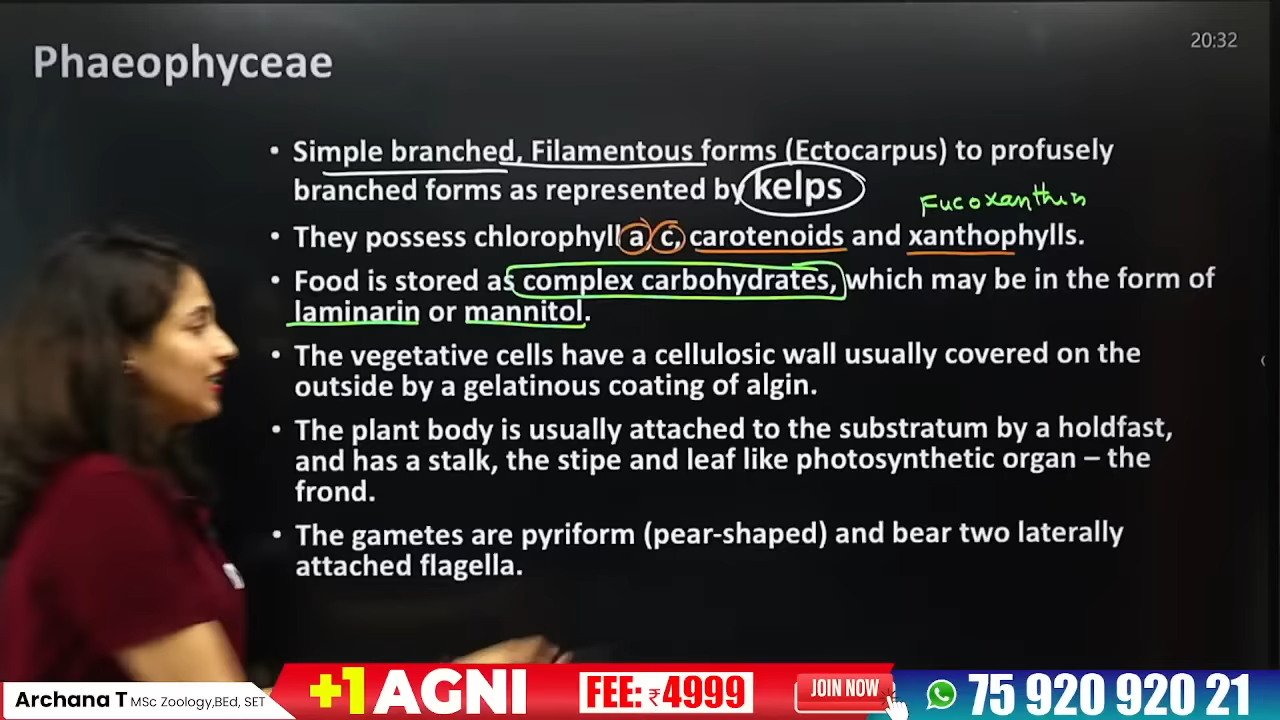 20:32
Phaeophyceae
• Simple branched, Filamentous forms (Ectocarpus) to profusely
branched forms as represented by kelps
Fucoxanthin
• They possess chlorophyll a, c, carotenoids and xanthophylls.
• Food is stored as complex carbohydrates, which may be in the form of
laminarin or mannitol.
• The vegetative cells have a cellulosic wall usually covered on the
outside by a gelatinous coating of algin.
• The plant body is usually attached to the substratum by a holdfast,
and has a stalk, the stipe and leaf like photosynthetic organ – the
frond.
• The gametes are pyriform (pear-shaped) and bear two laterally
attached flagella.
Archana T MSc Zoology,BEd, SET
+1 AGNI
FEE: ₹4999
JOIN NOW
75 920 920 21